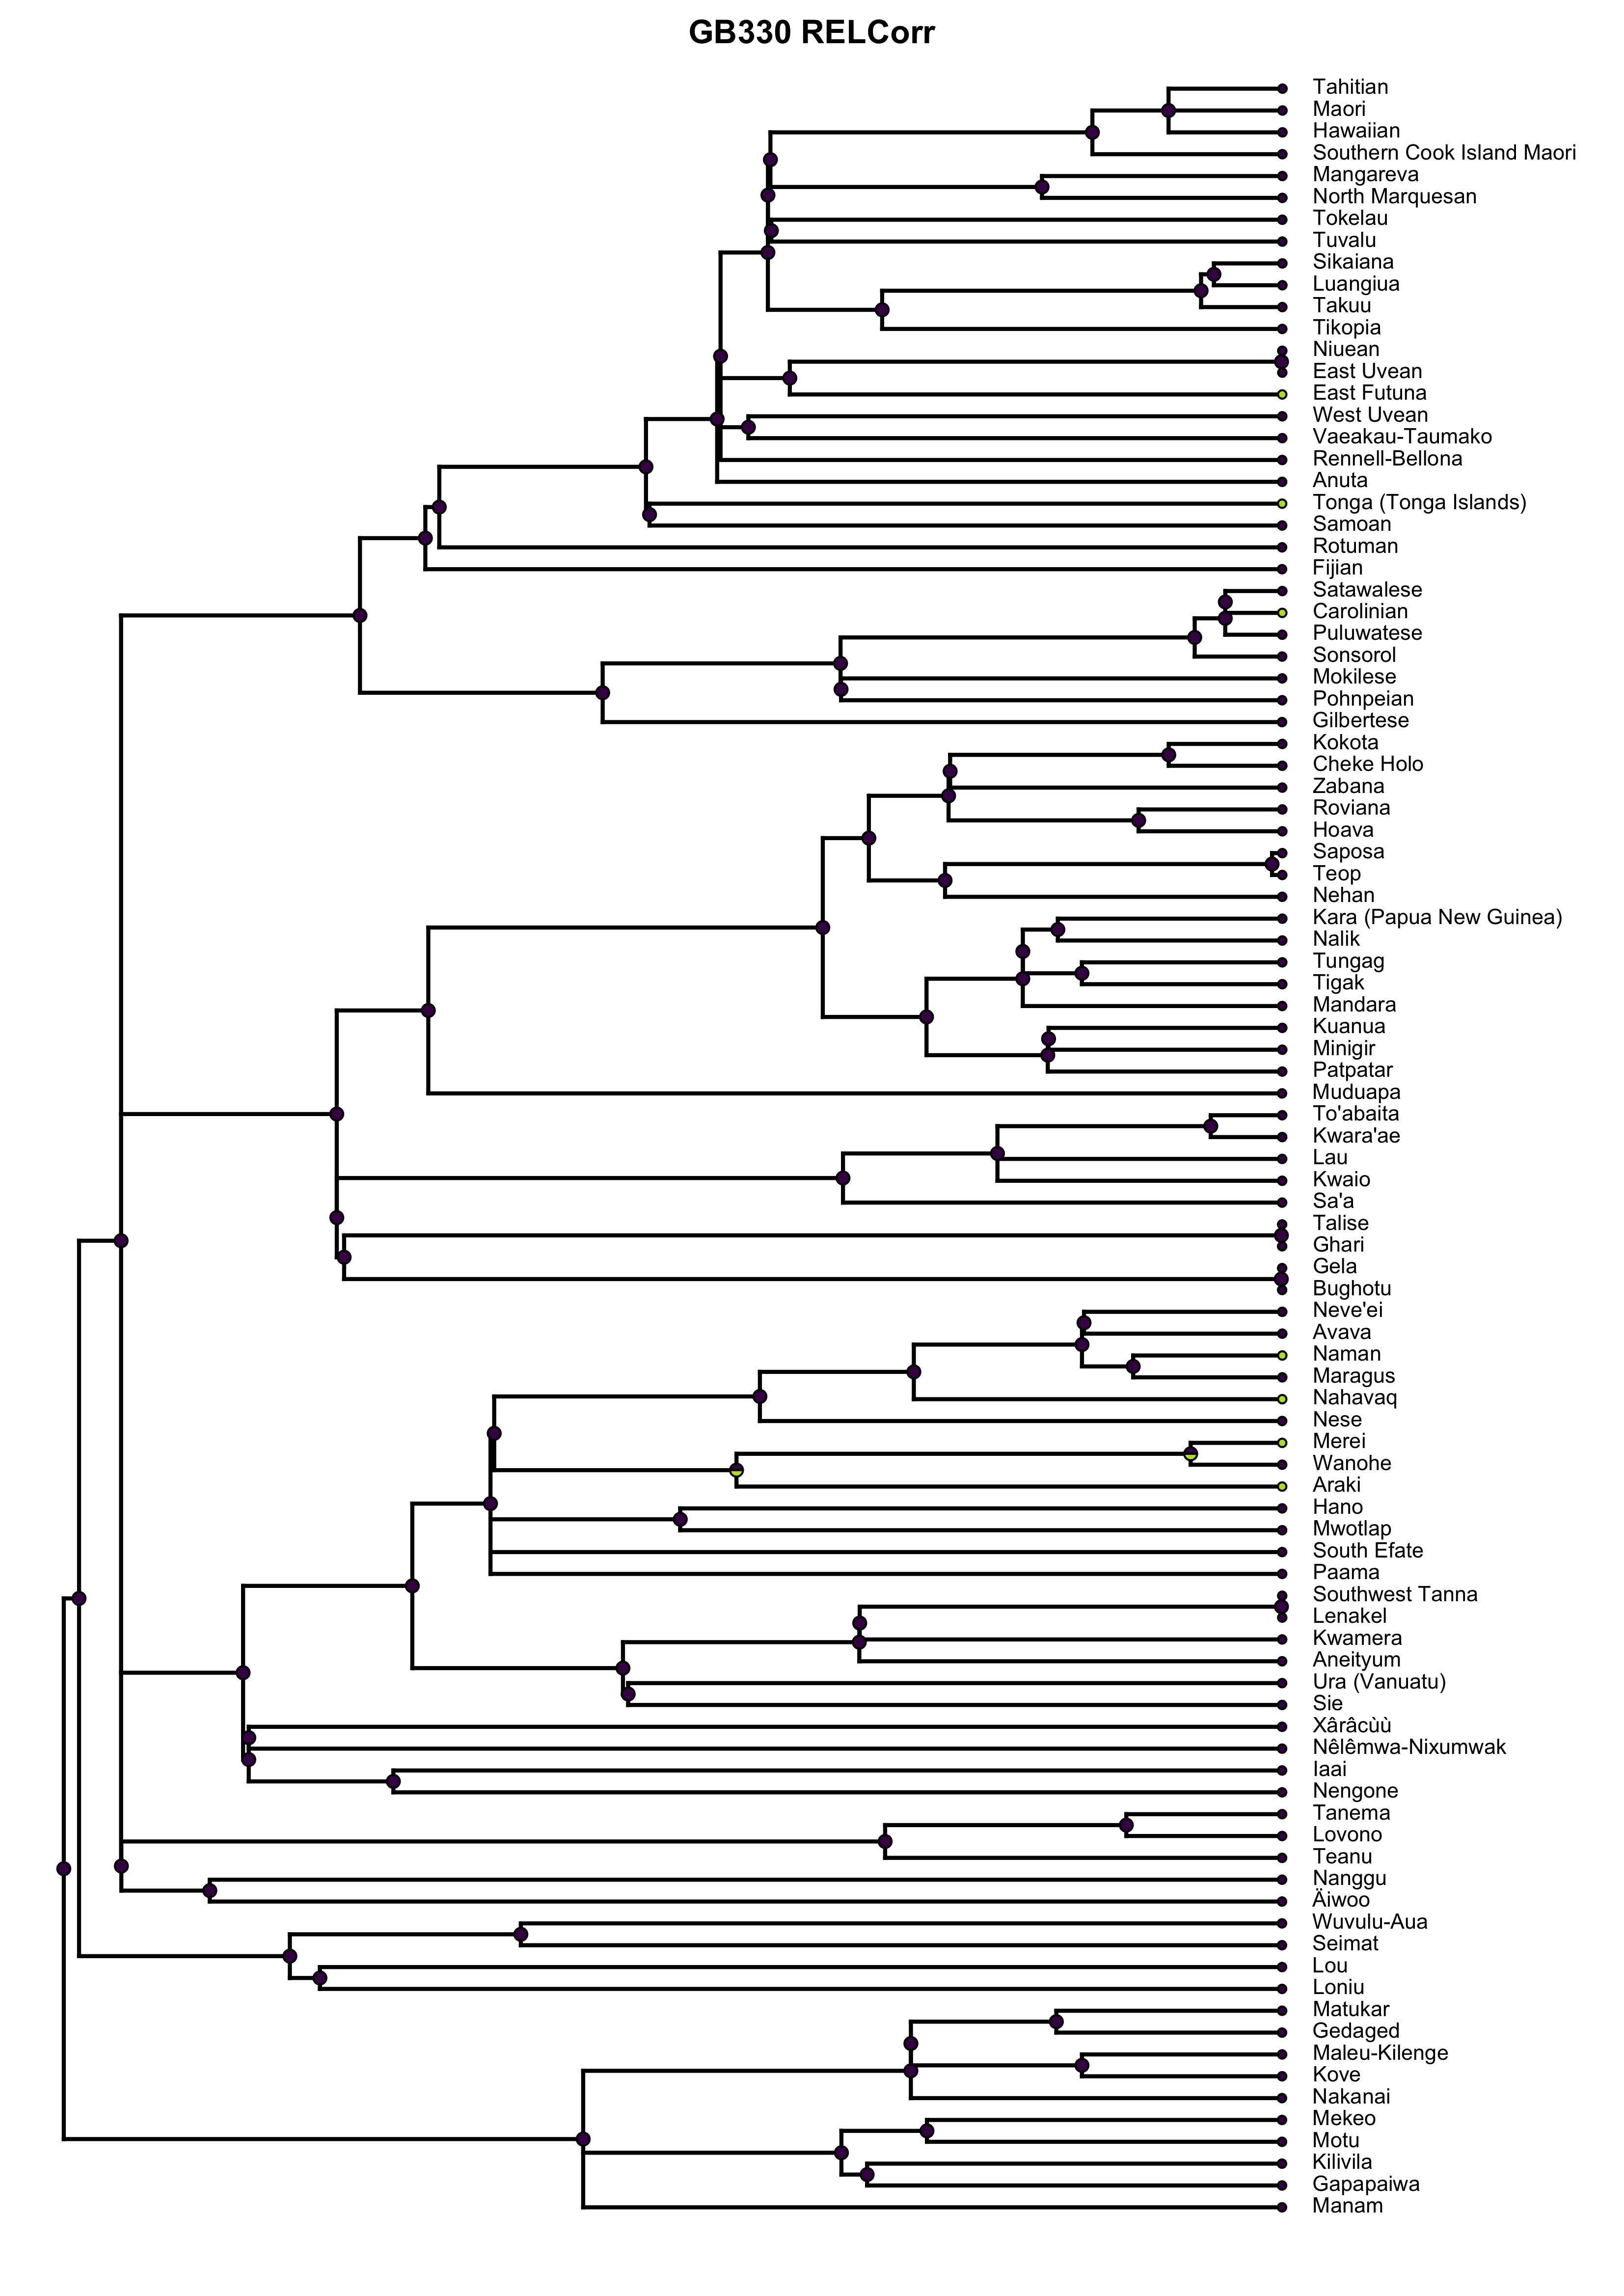 GB330 RELCorr
Tahitian
Maori
Hawaiian
Southern Cook Island Maori
Mangareva
North Marquesan
Tokelau
Tuvalu
Sikaiana
Luangiua
Takuu
Tikopia
Niuean
East Uvean
East Futuna
West Uvean
Vaeakau-Taumako
Rennell-Bellona
Anuta
Tonga (Tonga Islands)
Samoan
Rotuman
Fijian
Satawalese
Carolinian
Puluwatese
Sonsorol
Mokilese
Pohnpeian
Gilbertese
Kokota
Cheke Holo
Zabana
Roviana
Hoava
Saposa
Teop
Nehan
Kara (Papua New Guinea)
Nalik
Tungag
Tigak
Mandara
Kuanua
Minigir
Patpatar
Muduapa
To'abaita
Kwara'ae
Lau
Kwaio
Sa'a
Talise
Ghari
Gela
Bughotu
Neve'ei
Avava
Naman
Maragus
Nahavaq
Nese
Merei
Wanohe
Araki
Hano
Mwotlap
South Efate
Paama
Southwest Tanna
Lenakel
Kwamera
Aneityum
Ura (Vanuatu)
Sie
Xârâcùù
Nêlêmwa-Nixumwak
Iaai
Nengone
Tanema
Lovono
Teanu
Nanggu
Äiwoo
Wuvulu-Aua
Seimat
Lou
Loniu
Matukar
Gedaged
Maleu-Kilenge
Kove
Nakanai
Mekeo
Motu
Kilivila
Gapapaiwa
Manam